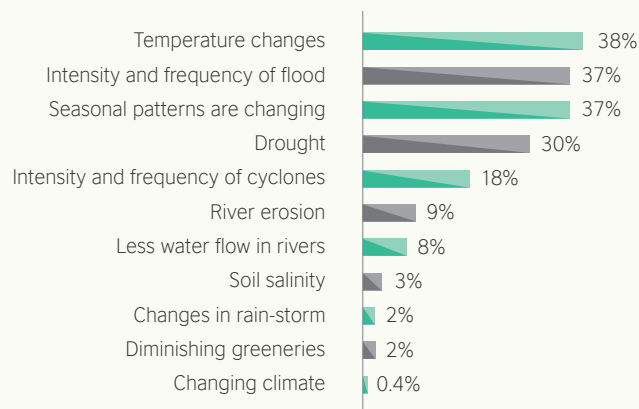 Temperature changes 38%
Intensity and frequency of flood 37%
Seasonal patterns are changing 37%
Drought 30%
Intensity and frequency of cyclones 18%
River erosion 9%
Less water flow in rivers 8%
Soil salinity 3%
Changes in rain-storm 2%
Diminishing greeneries 2%
Changing climate 0.4%